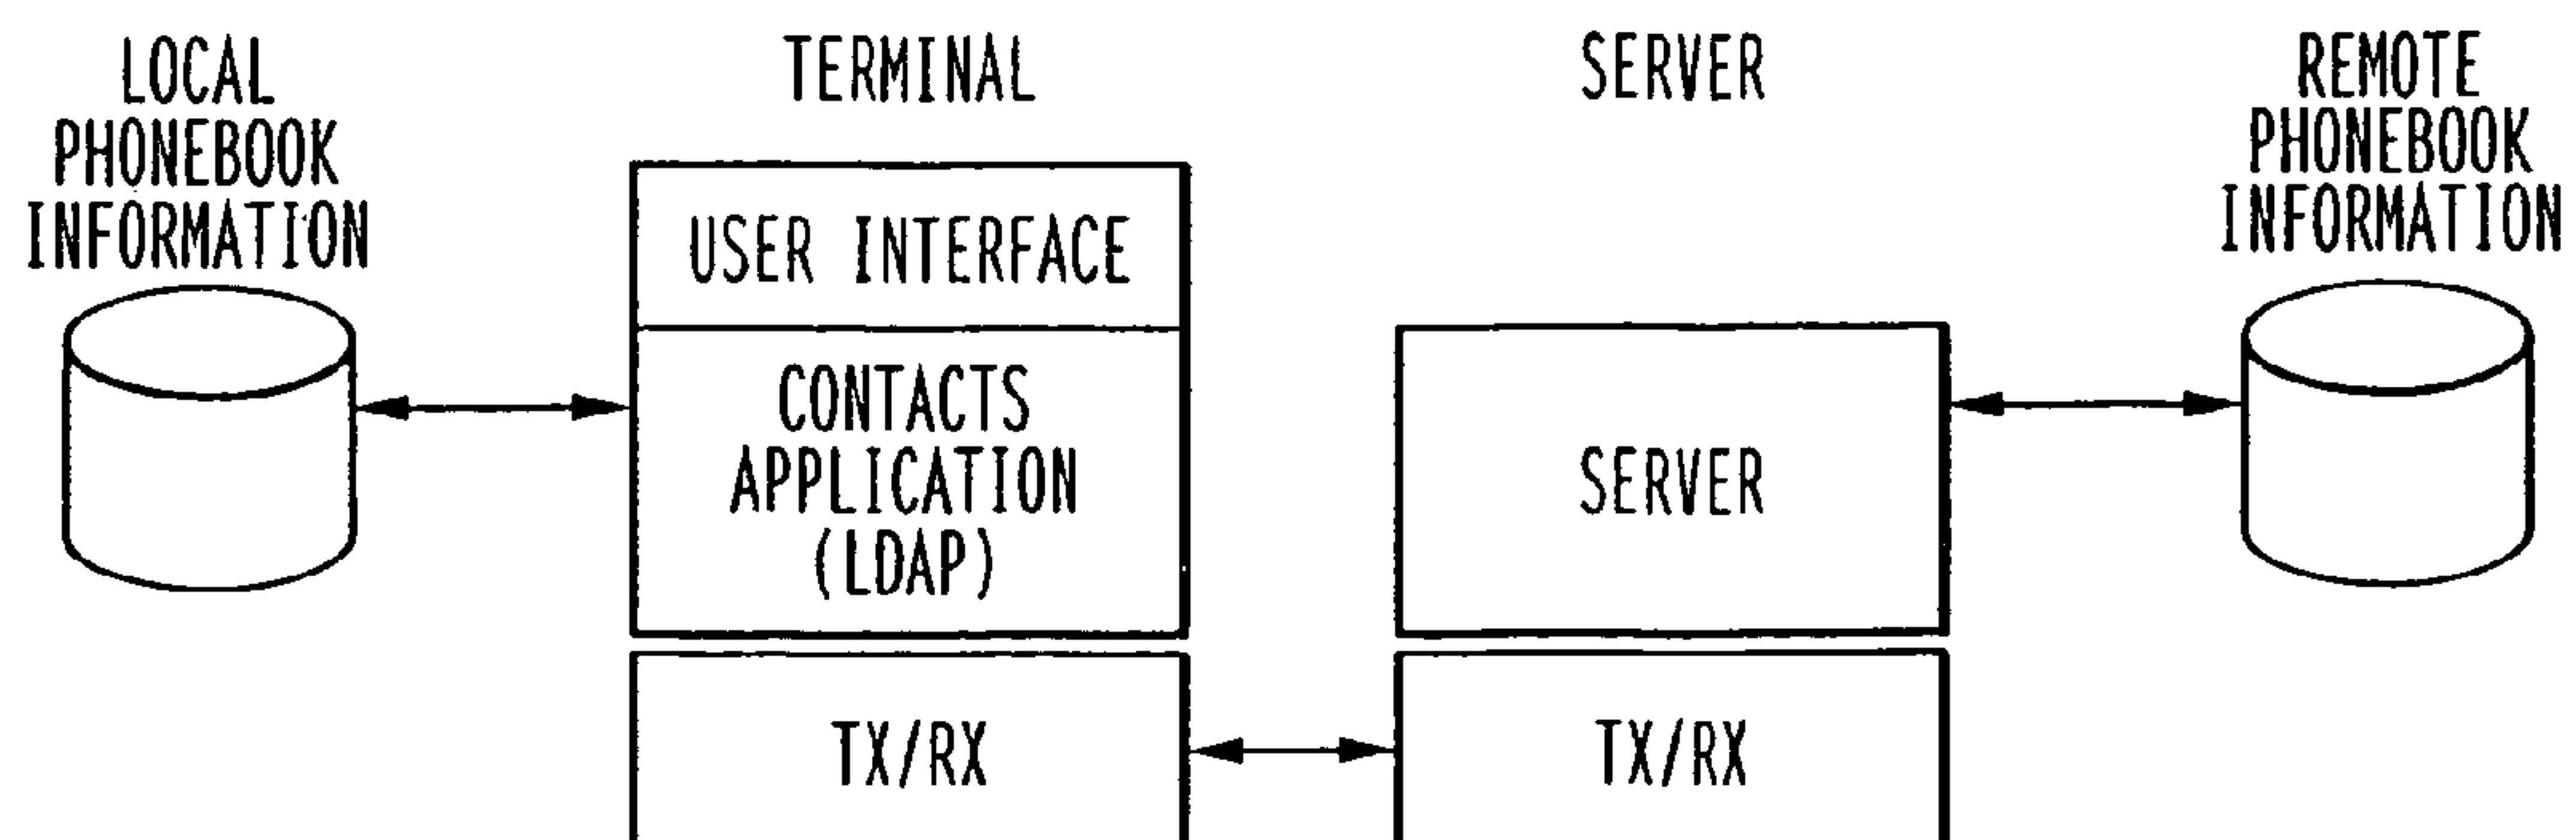 LOCAL
PHONEBOOK
INFORMATION
TERMINAL
SERVER
REMOTE
PHONEBOOK
INFORMATION
USER INTERFACE
CONTACTS
APPLICATION
(LDAP)
SERVER
TX/RX
TX/RX